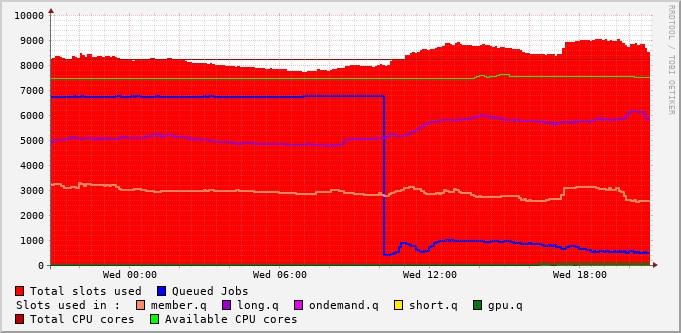 10000
9000
8000
7000
6000
5000
4000
3000
2000
1000
0
Wed 00:00 Wed 06:00 Wed 12:00 Wed 18:00
RRDTOOL / TOBI OETIKER
Total slots used Queued Jobs
Slots used in : member.q long.q ondemand.q short.q gpu.q
Total CPU cores Available CPU cores